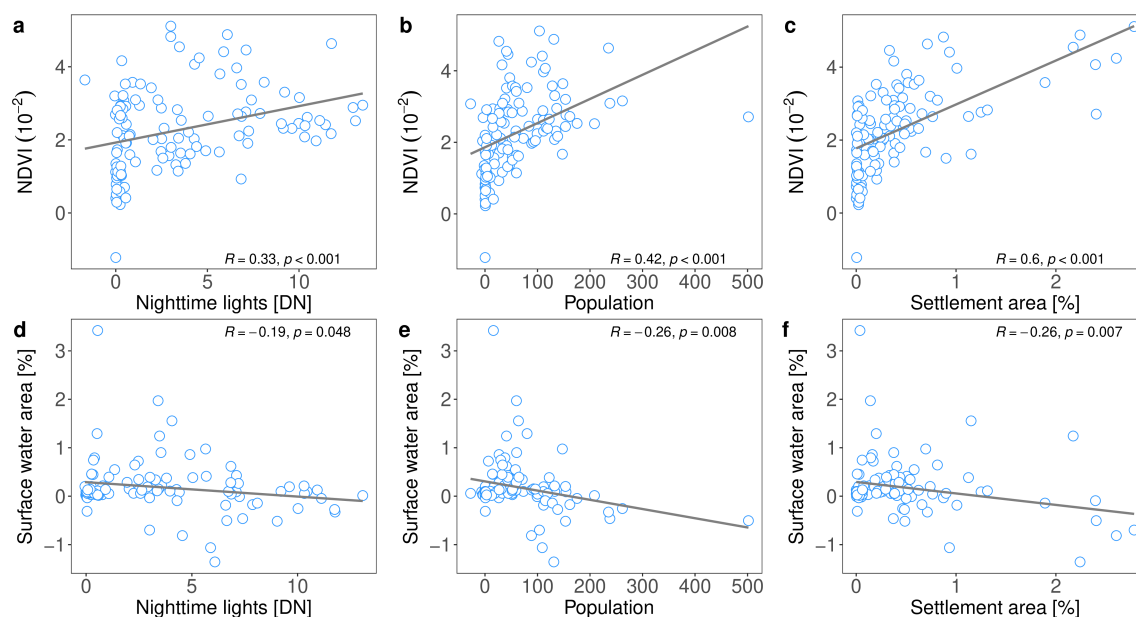 a
NDVI (10⁻²)
4
2
0
R = 0.33, p < 0.001
0 5 10
Nighttime lights [DN]
b
NDVI (10⁻²)
4
2
0
R = 0.42, p < 0.001
0 100 200 300 400 500
Population
c
NDVI (10⁻²)
4
2
0
R = 0.6, p < 0.001
0 1 2
Settlement area [%]
d
Surface water area [%]
R = −0.19, p = 0.048
3
2
1
0
−1
0 5 10
Nighttime lights [DN]
e
Surface water area [%]
R = −0.26, p = 0.008
3
2
1
0
−1
0 100 200 300 400 500
Population
f
Surface water area [%]
R = −0.26, p = 0.007
3
2
1
0
−1
0 1 2
Settlement area [%]